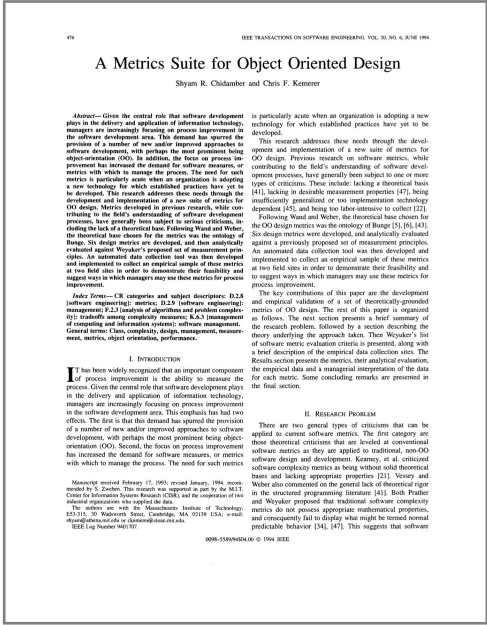 476
IEEE TRANSACTIONS ON SOFTWARE ENGINEERING, VOL. 20, NO. 6, JUNE 1994
A Metrics Suite for Object Oriented Design
Shyam R. Chidamber and Chris F. Kemerer
Abstract—Given the central role that software development
plays in the delivery and application of information technology,
managers are increasingly focusing on process improvement in
the software development area. This demand has spurred the
provision of a number of new and/or improved approaches to
software development, with perhaps the most prominent being
object-orientation (OO). In addition, the focus on process im-
provement has increased the demand for software measures, or
metrics with which to manage the process. The need for such
metrics is particularly acute when an organization is adopting
a new technology for which established practices have yet to
be developed. This research addresses these needs through the
development and implementation of a new suite of metrics for
OO design. Metrics developed in previous research, while con-
tributing to the field's understanding of software development
processes, have generally been subject to serious criticisms, in-
cluding the lack of a theoretical base. Following Wand and Weber,
the theoretical base chosen for the metrics was the ontology of
Bunge. Six design metrics are developed, and then analytically
evaluated against Weyuker's proposed set of measurement prin-
ciples. An automated data collection tool was then developed
and implemented to collect an empirical sample of these metrics
at two field sites in order to demonstrate their feasibility and
suggest ways in which managers may use these metrics for process
improvement.
Index Terms—CR categories and subject descriptors: D.2.8
[software engineering]: metrics; D.2.9 [software engineering]:
management; F.2.3 [analysis of algorithms and problem complex-
ity]: tradeoffs among complexity measures; K.6.3 [management
of computing and information systems]: software management.
General terms: Class, complexity, design, management, measure-
ment, metrics, object orientation, performance.
I. INTRODUCTION
IT has been widely recognized that an important component
of process improvement is the ability to measure the
process. Given the central role that software development plays
in the delivery and application of information technology,
managers are increasingly focusing on process improvement
in the software development area. This emphasis has had two
effects. The first is that this demand has spurred the provision
of a number of new and/or improved approaches to software
development, with perhaps the most prominent being object-
orientation (OO). Second, the focus on process improvement
has increased the demand for software measures, or metrics
with which to manage the process. The need for such metrics
Manuscript received February 17, 1993; revised January, 1994. recom-
mended by S. Zweben. This research was supported in part by the M.I.T.
Center for Information Systems Research (CISR), and the cooperation of two
industrial organizations who supplied the data.
The authors are with the Massachusetts Institute of Technology,
E53-315, 30 Wadsworth Street, Cambridge, MA 02139 USA; e-mail:
shyam@athena.mit.edu or ckemerer@sloan.mit.edu.
IEEE Log Number 9401707.
is particularly acute when an organization is adopting a new
technology for which established practices have yet to be
developed.
This research addresses these needs through the devel-
opment and implementation of a new suite of metrics for
OO design. Previous research on software metrics, while
contributing to the field's understanding of software devel-
opment processes, have generally been subject to one or more
types of criticisms. These include: lacking a theoretical basis
[41], lacking in desirable measurement properties [47], being
insufficiently generalized or too implementation technology
dependent [45], and being too labor-intensive to collect [22].
Following Wand and Weber, the theoretical base chosen for
the OO design metrics was the ontology of Bunge [5], [6], [43].
Six design metrics were developed, and analytically evaluated
against a previously proposed set of measurement principles.
An automated data collection tool was then developed and
implemented to collect an empirical sample of these metrics
at two field sites in order to demonstrate their feasibility and
to suggest ways in which managers may use these metrics for
process improvement.
The key contributions of this paper are the development
and empirical validation of a set of theoretically-grounded
metrics of OO design. The rest of this paper is organized
as follows. The next section presents a brief summary of
the research problem, followed by a section describing the
theory underlying the approach taken. Then Weyuker's list
of software metric evaluation criteria is presented, along with
a brief description of the empirical data collection sites. The
Results section presents the metrics, their analytical evaluation,
the empirical data and a managerial interpretation of the data
for each metric. Some concluding remarks are presented in
the final section.
II. RESEARCH PROBLEM
There are two general types of criticisms that can be
applied to current software metrics. The first category are
those theoretical criticisms that are leveled at conventional
software metrics as they are applied to traditional, non-OO
software design and development. Kearney, et al. criticized
software complexity metrics as being without solid theoretical
bases and lacking appropriate properties [21]. Vessey and
Weber also commented on the general lack of theoretical rigor
in the structured programming literature [41]. Both Prather
and Weyuker proposed that traditional software complexity
metrics do not possess appropriate mathematical properties,
and consequently fail to display what might be termed normal
predictable behavior [34], [47]. This suggests that software
0098-5589/94$04.00 © 1994 IEEE